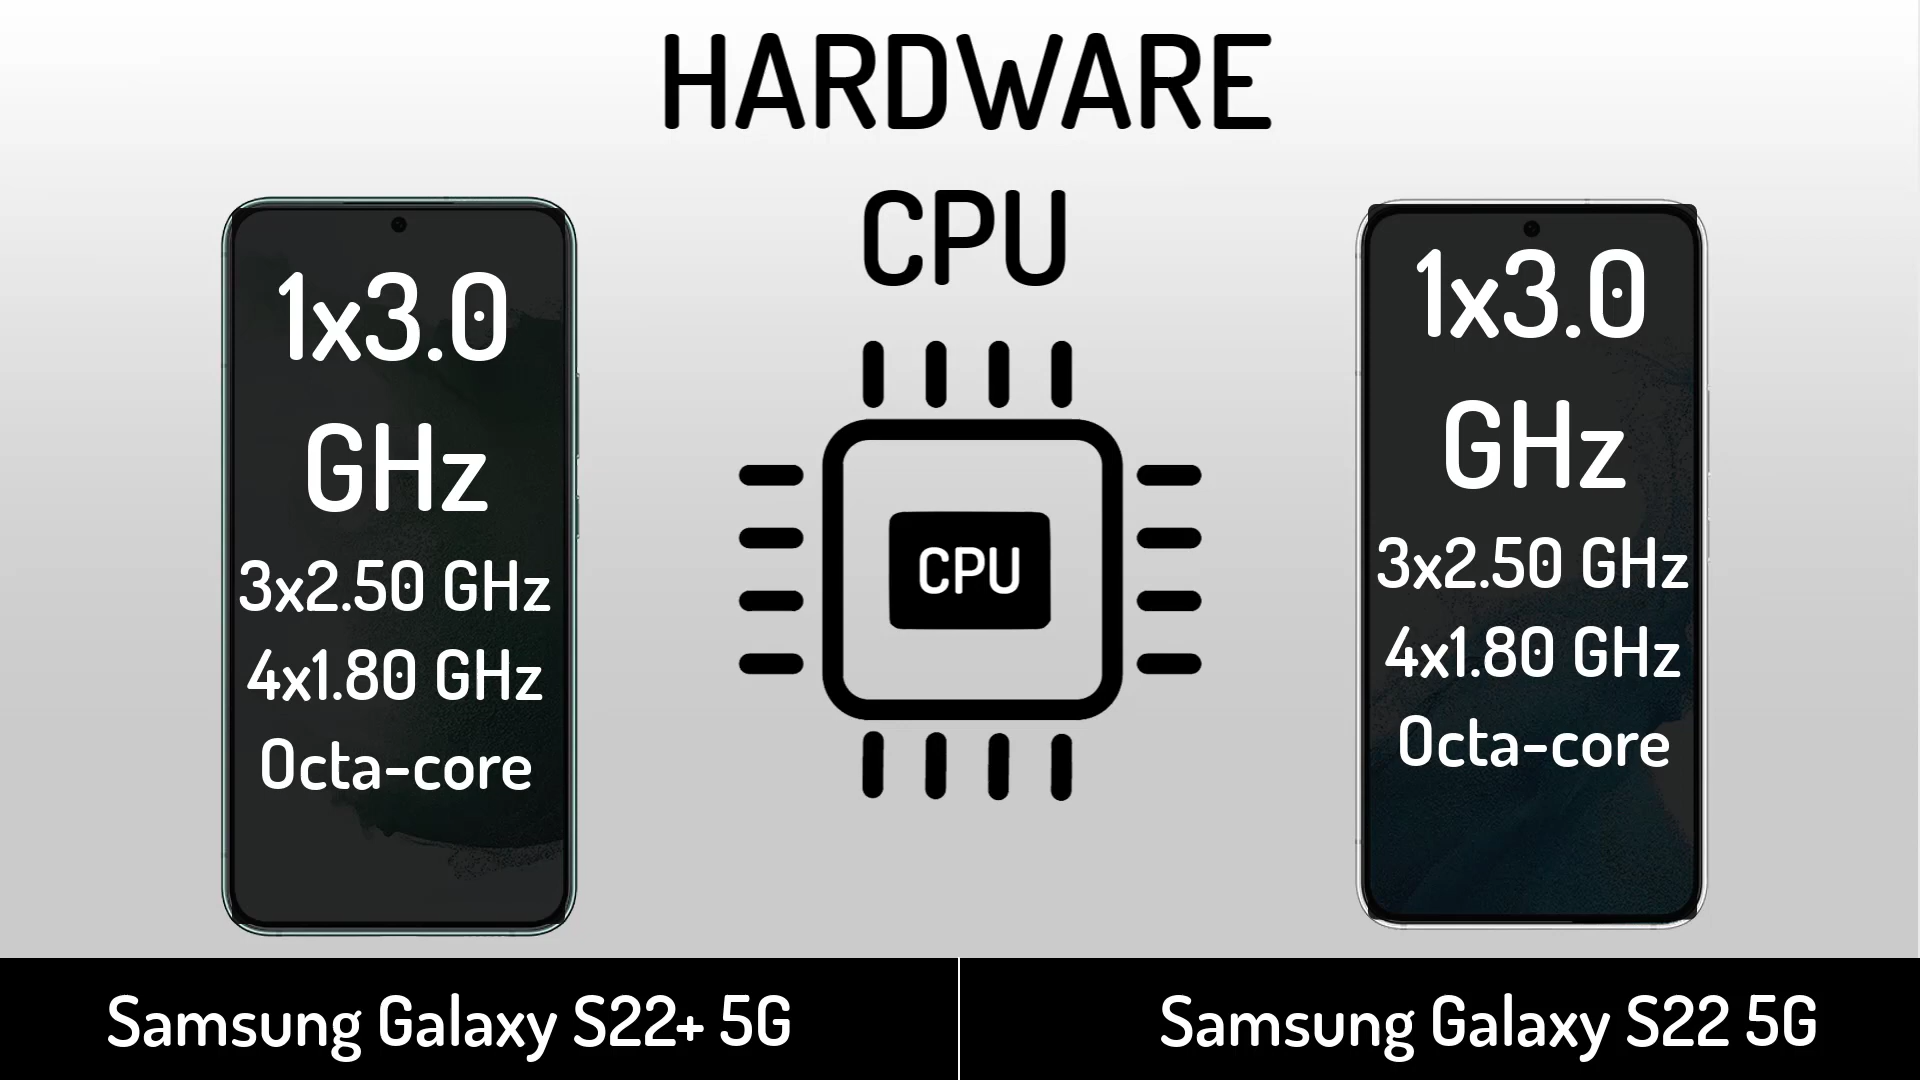 HARDWARE
CPU
1x3.0
GHz
3x2.50 GHz
4x1.80 GHz
Octa-core
CPU
1x3.0
GHz
3x2.50 GHz
4x1.80 GHz
Octa-core
Samsung Galaxy S22+ 5G
Samsung Galaxy S22 5G